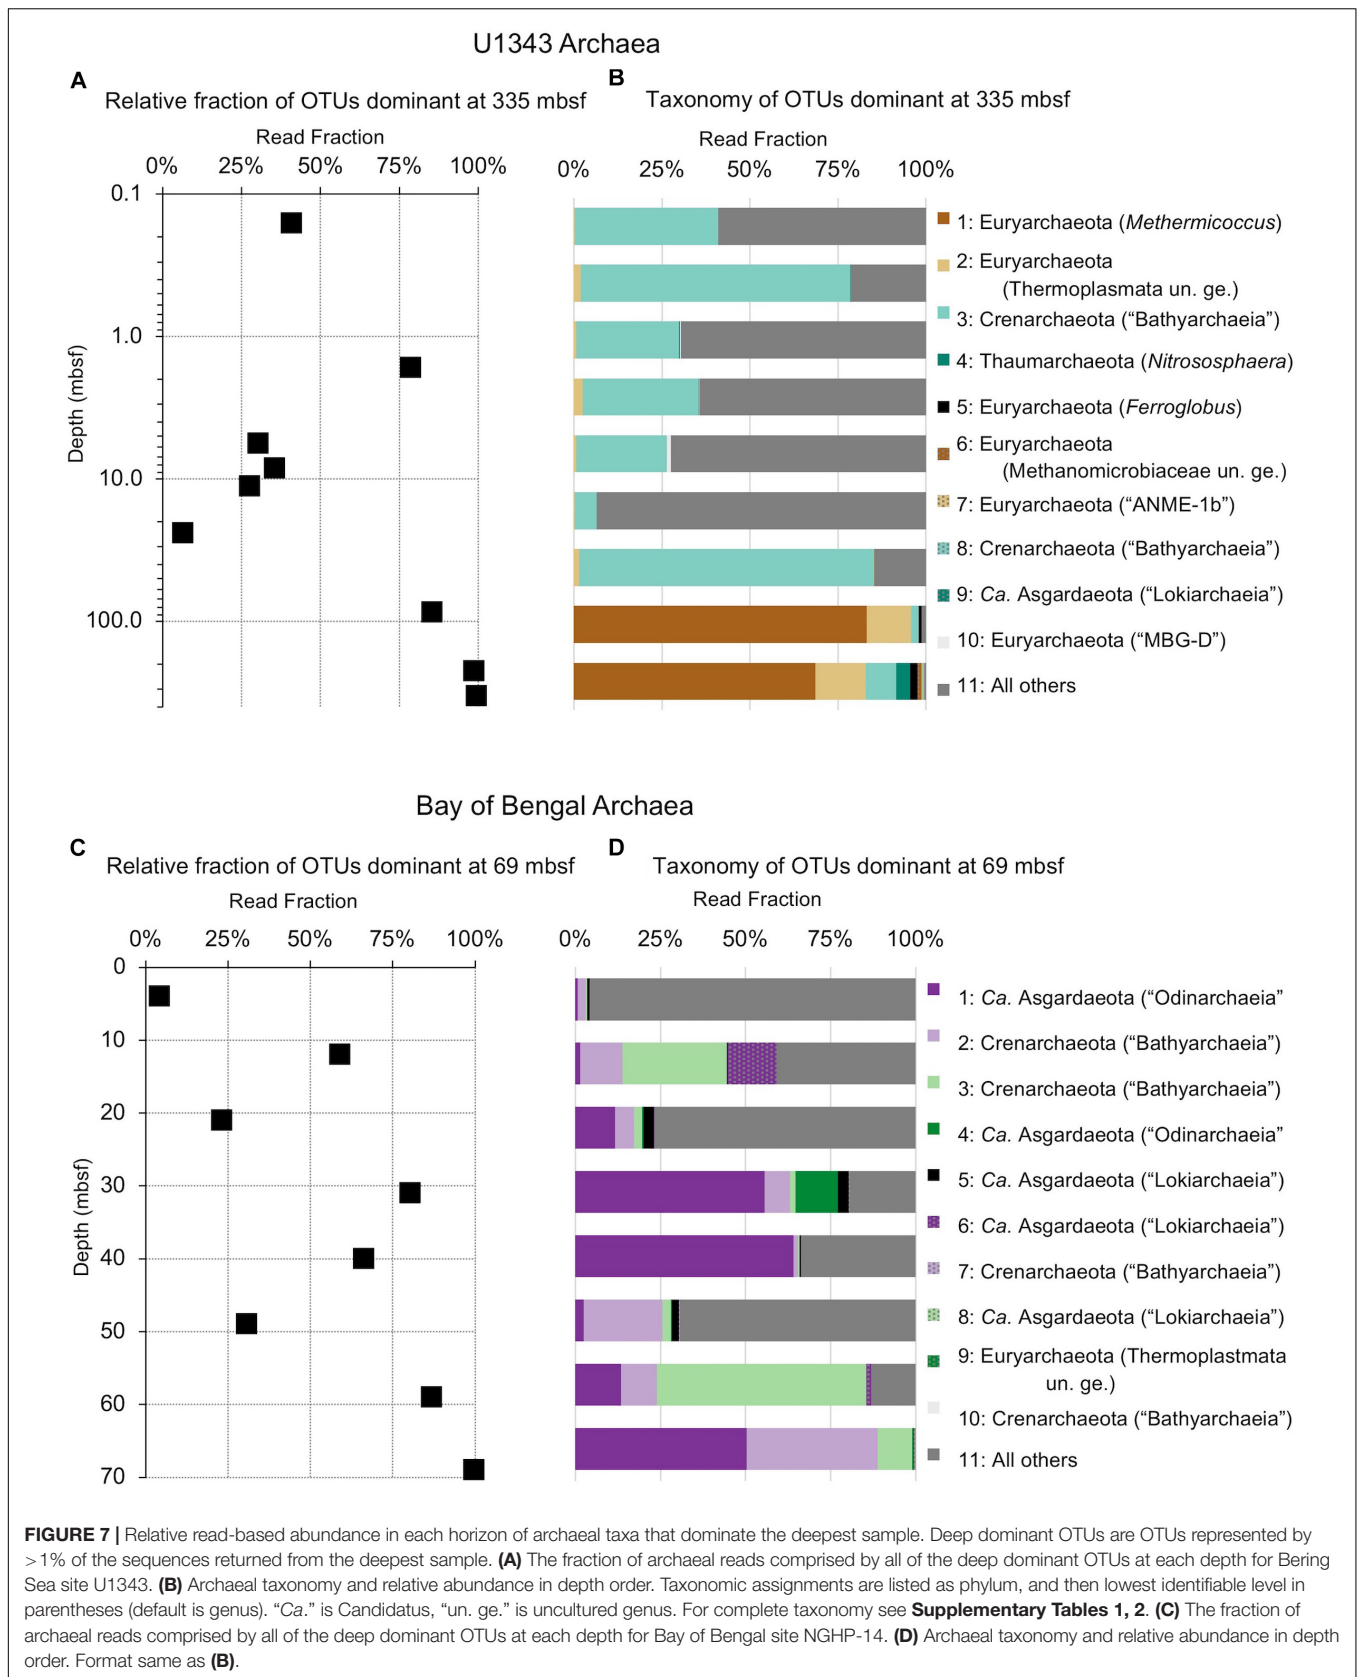 U1343 Archaea
A
Relative fraction of OTUs dominant at 335 mbsf
Read Fraction
0% 25% 50% 75% 100%
0.1
1.0
10.0
100.0
Depth (mbsf)
B
Taxonomy of OTUs dominant at 335 mbsf
Read Fraction
0% 25% 50% 75% 100%
1: Euryarchaeota (Methermicoccus)
2: Euryarchaeota
(Thermoplasmata un. ge.)
3: Crenarchaeota (“Bathyarchaeia”)
4: Thaumarchaeota (Nitrososphaera)
5: Euryarchaeota (Ferroglobus)
6: Euryarchaeota
(Methanomicrobiaceae un. ge.)
7: Euryarchaeota (“ANME-1b”)
8: Crenarchaeota (“Bathyarchaeia”)
9: Ca. Asgardaeota (“Lokiarchaeia”)
10: Euryarchaeota (“MBG-D”)
11: All others
Bay of Bengal Archaea
C
Relative fraction of OTUs dominant at 69 mbsf
Read Fraction
0% 25% 50% 75% 100%
0
10
20
30
40
50
60
70
Depth (mbsf)
D
Taxonomy of OTUs dominant at 69 mbsf
Read Fraction
0% 25% 50% 75% 100%
1: Ca. Asgardaeota (“Odinarchaeia”
2: Crenarchaeota (“Bathyarchaeia”)
3: Crenarchaeota (“Bathyarchaeia”)
4: Ca. Asgardaeota (“Odinarchaeia”
5: Ca. Asgardaeota (“Lokiarchaeia”)
6: Ca. Asgardaeota (“Lokiarchaeia”)
7: Crenarchaeota (“Bathyarchaeia”)
8: Ca. Asgardaeota (“Lokiarchaeia”)
9: Euryarchaeota (Thermoplastmata
un. ge.)
10: Crenarchaeota (“Bathyarchaeia”)
11: All others
FIGURE 7 | Relative read-based abundance in each horizon of archaeal taxa that dominate the deepest sample. Deep dominant OTUs are OTUs represented by
>1% of the sequences returned from the deepest sample. (A) The fraction of archaeal reads comprised by all of the deep dominant OTUs at each depth for Bering
Sea site U1343. (B) Archaeal taxonomy and relative abundance in depth order. Taxonomic assignments are listed as phylum, and then lowest identifiable level in
parentheses (default is genus). “Ca.” is Candidatus, “un. ge.” is uncultured genus. For complete taxonomy see Supplementary Tables 1, 2. (C) The fraction of
archaeal reads comprised by all of the deep dominant OTUs at each depth for Bay of Bengal site NGHP-14. (D) Archaeal taxonomy and relative abundance in depth
order. Format same as (B).